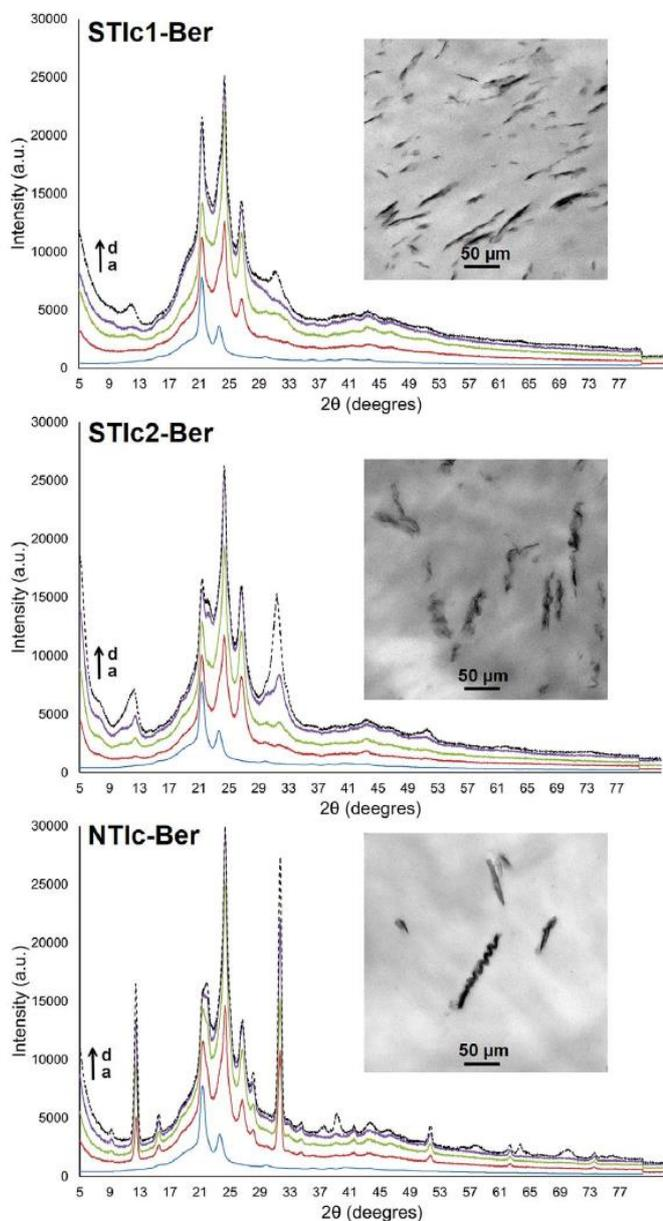 STIc1-Ber
30000
25000
20000
15000
10000
5000
0
Intensity (a.u.)
d
a
50 µm
5 9 13 17 21 25 29 33 37 41 45 49 53 57 61 65 69 73 77
2θ (deegres)
STIc2-Ber
30000
25000
20000
15000
10000
5000
0
Intensity (a.u.)
d
a
50 µm
5 9 13 17 21 25 29 33 37 41 45 49 53 57 61 65 69 73 77
2θ (deegres)
NTIc-Ber
30000
25000
20000
15000
10000
5000
0
Intensity (a.u.)
d
a
50 µm
5 9 13 17 21 25 29 33 37 41 45 49 53 57 61 65 69 73 77
2θ (deegres)